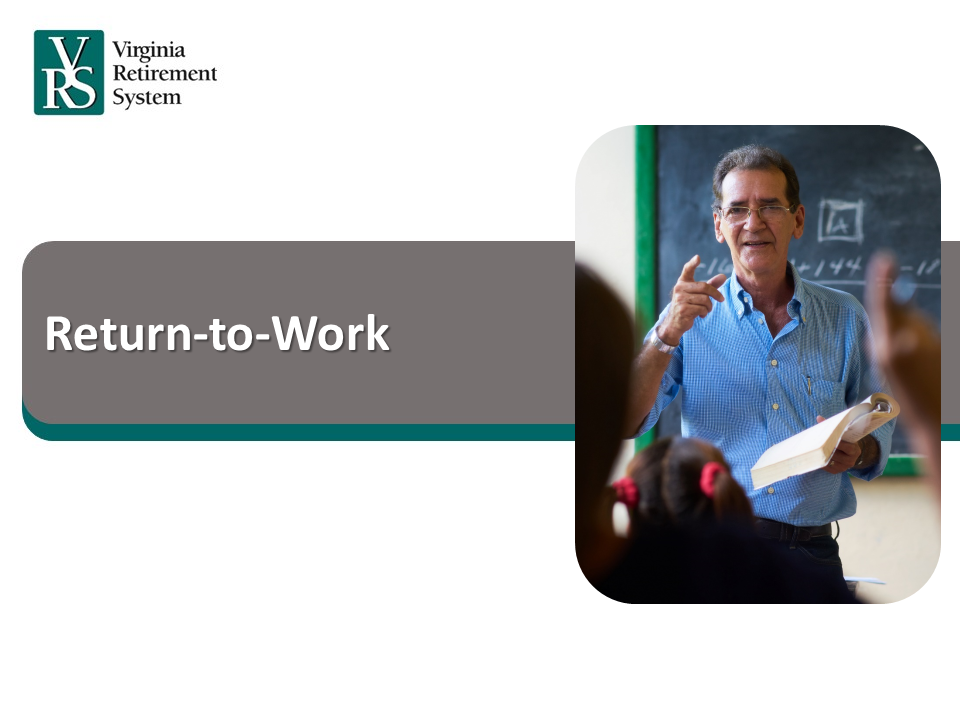 VRS
Virginia
Retirement
System
Return-to-Work
A